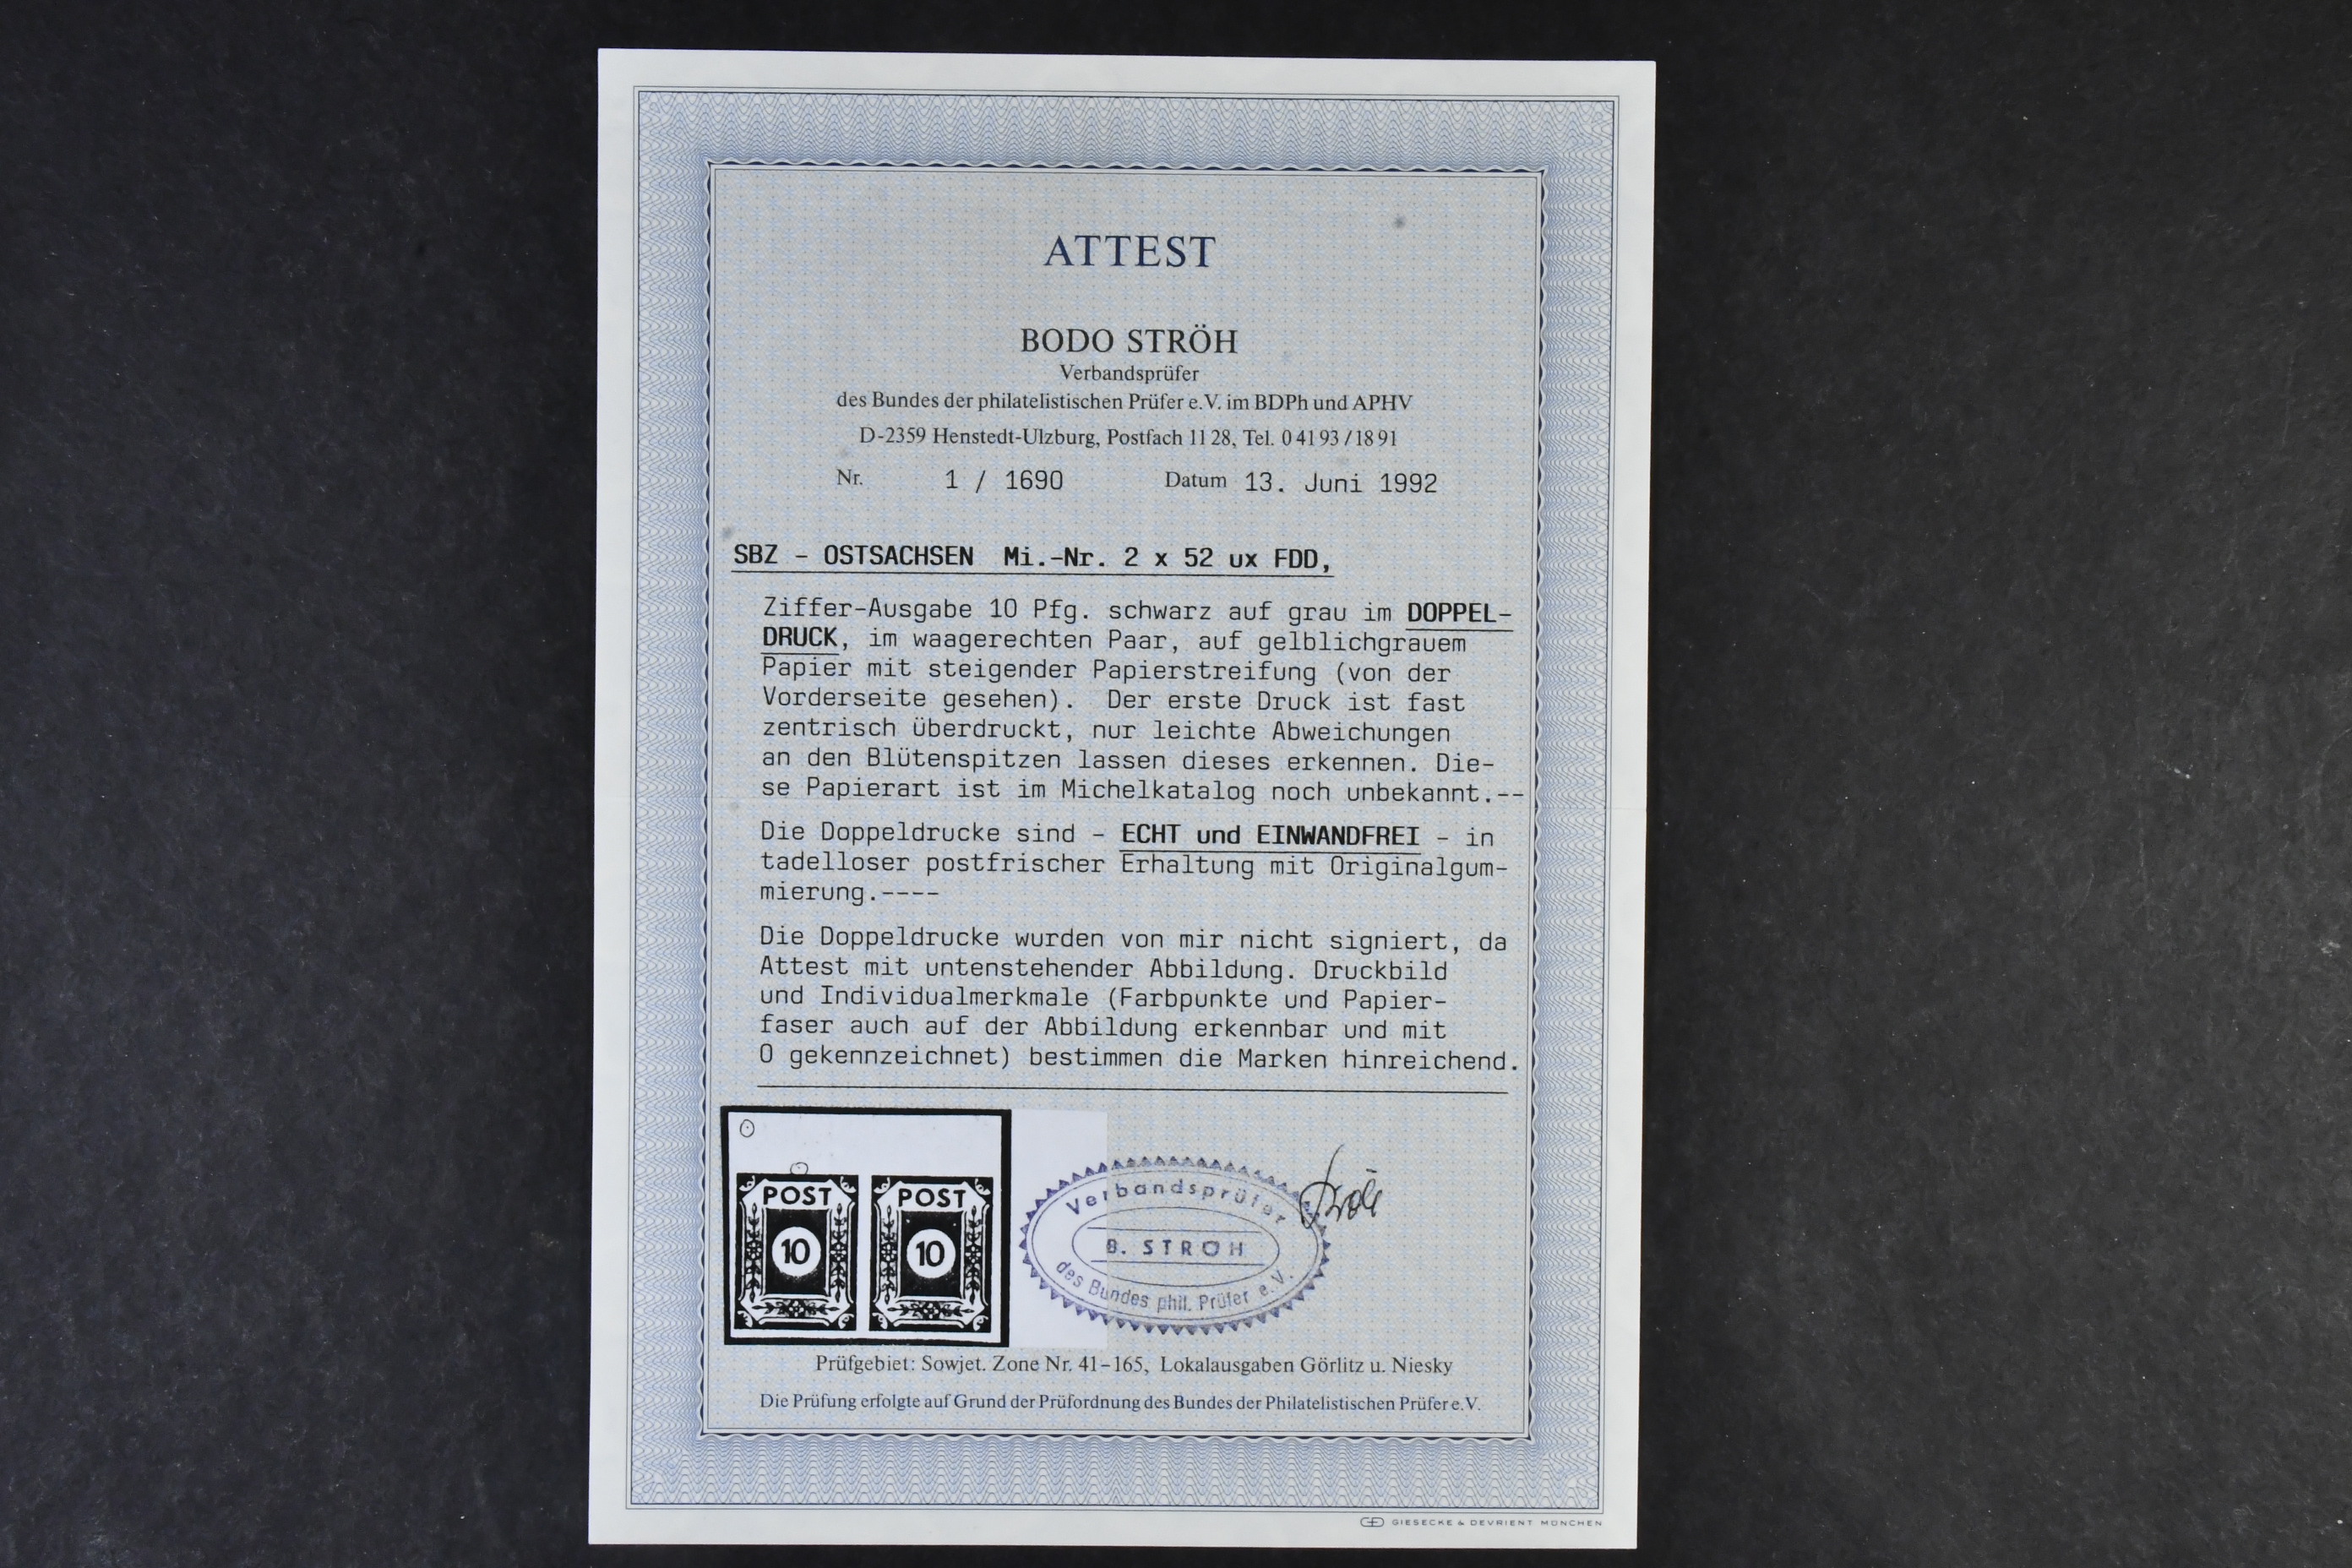 ATTEST
BODO STRÖH
Verbandsprüfer
des Bundes der philatelistischen Prüfer e.V. im BDPh und APHV
D-2359 Henstedt-Ulzburg, Postfach 11 28, Tel. 0 41 93 / 18 91
Nr. 1 / 1690 Datum 13. Juni 1992
SBZ - OSTSACHSEN Mi.-Nr. 2 x 52 ux FDD,
Ziffer-Ausgabe 10 Pfg. schwarz auf grau im DOPPEL-
DRUCK, im waagerechten Paar, auf gelblichgrauem
Papier mit steigender Papierstreifung (von der
Vorderseite gesehen). Der erste Druck ist fast
zentrisch überdruckt, nur leichte Abweichungen
an den Blütenspitzen lassen dieses erkennen. Die-
se Papierart ist im Michelkatalog noch unbekannt.--
Die Doppeldrucke sind - ECHT und EINWANDFREI - in
tadelloser postfrischer Erhaltung mit Originalgum-
mierung.----
Die Doppeldrucke wurden von mir nicht signiert, da
Attest mit untenstehender Abbildung. Druckbild
und Individualmerkmale (Farbpunkte und Papier-
faser auch auf der Abbildung erkennbar und mit
O gekennzeichnet) bestimmen die Marken hinreichend.
POST POST
10 10
Verbandsprüfer
B. STRÖH
des Bundes phil. Prüfer e.V.
Ströh
Prüfgebiet: Sowjet. Zone Nr. 41–165, Lokalausgaben Görlitz u. Niesky
Die Prüfung erfolgte auf Grund der Prüfordnung des Bundes der Philatelistischen Prüfer e.V.
GIESECKE & DEVRIENT MÜNCHEN